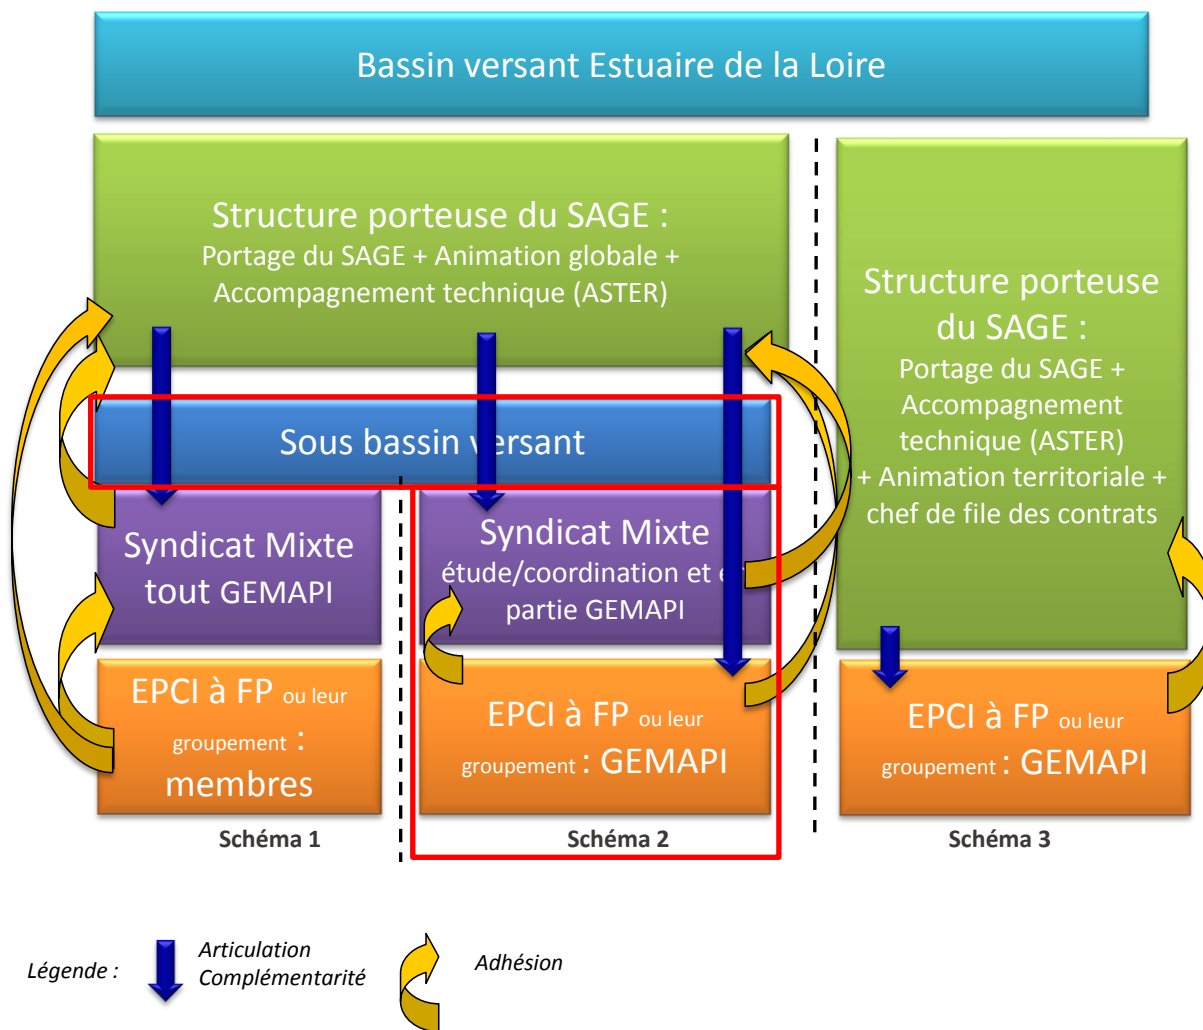 Bassin versant Estuaire de la Loire
Structure porteuse du SAGE :
Portage du SAGE + Animation globale +
Accompagnement technique (ASTER)
Structure porteuse
du SAGE :
Portage du SAGE +
Accompagnement
technique (ASTER)
+ Animation territoriale +
chef de file des contrats
Sous bassin versant
Syndicat Mixte
tout GEMAPI
Syndicat Mixte
étude/coordination et
partie GEMAPI
EPCI à FP ou leur
groupement :
membres
EPCI à FP ou leur
groupement : GEMAPI
EPCI à FP ou leur
groupement : GEMAPI
Schéma 1
Schéma 2
Schéma 3
Légende :
Articulation
Complémentarité
Adhésion